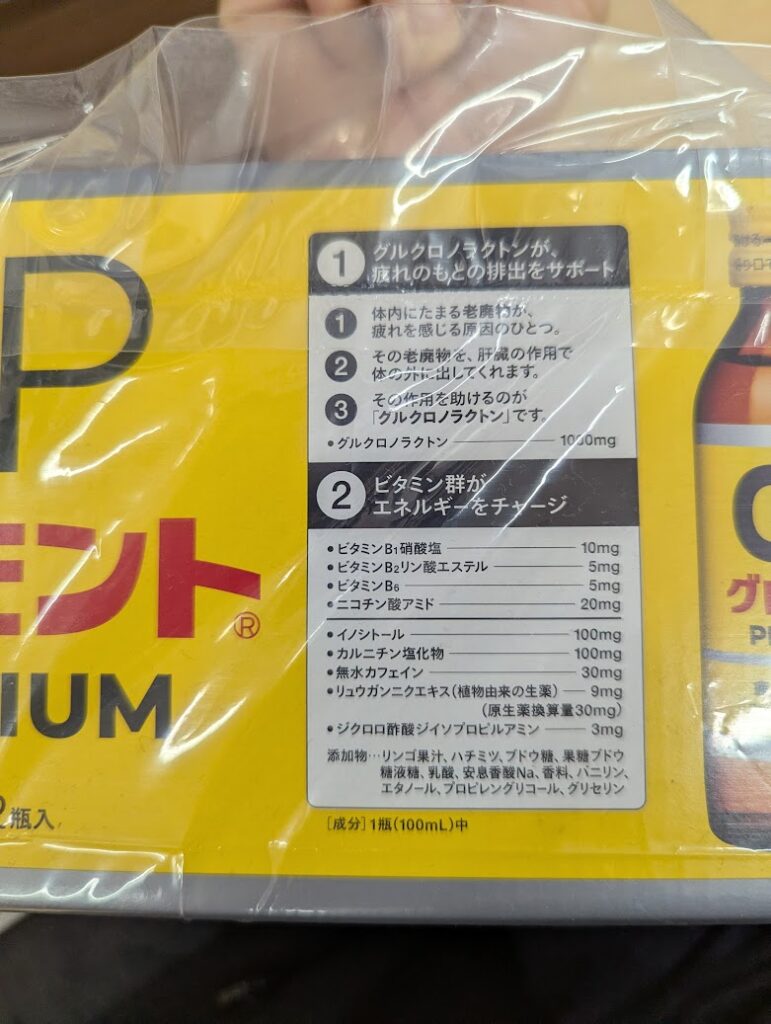 P
ミント®
IUM
2瓶入
1 グルクロノラクトンが、
疲れのもとの排出をサポート
1 体内にたまる老廃物が、
疲れを感じる原因のひとつ。
2 その老廃物を、肝臓の作用で
体の外に出してくれます。
3 その作用を助けるのが
「グルクロノラクトン」です。
•グルクロノラクトン 1000mg
2 ビタミン群が
エネルギーをチャージ
•ビタミンB₁硝酸塩 10mg
•ビタミンB₂リン酸エステル 5mg
•ビタミンB₆ 5mg
•ニコチン酸アミド 20mg
•イノシトール 100mg
•カルニチン塩化物 100mg
•無水カフェイン 30mg
•リュウガンニクエキス(植物由来の生薬) 9mg
(原生薬換算量30mg)
•ジクロロ酢酸ジイソプロピルアミン 3mg
添加物…リンゴ果汁、ハチミツ、ブドウ糖、果糖ブドウ
糖液糖、乳酸、安息香酸Na、香料、バニリン、
エタノール、プロピレングリコール、グリセリン
[成分]1瓶(100mL)中
グ
P